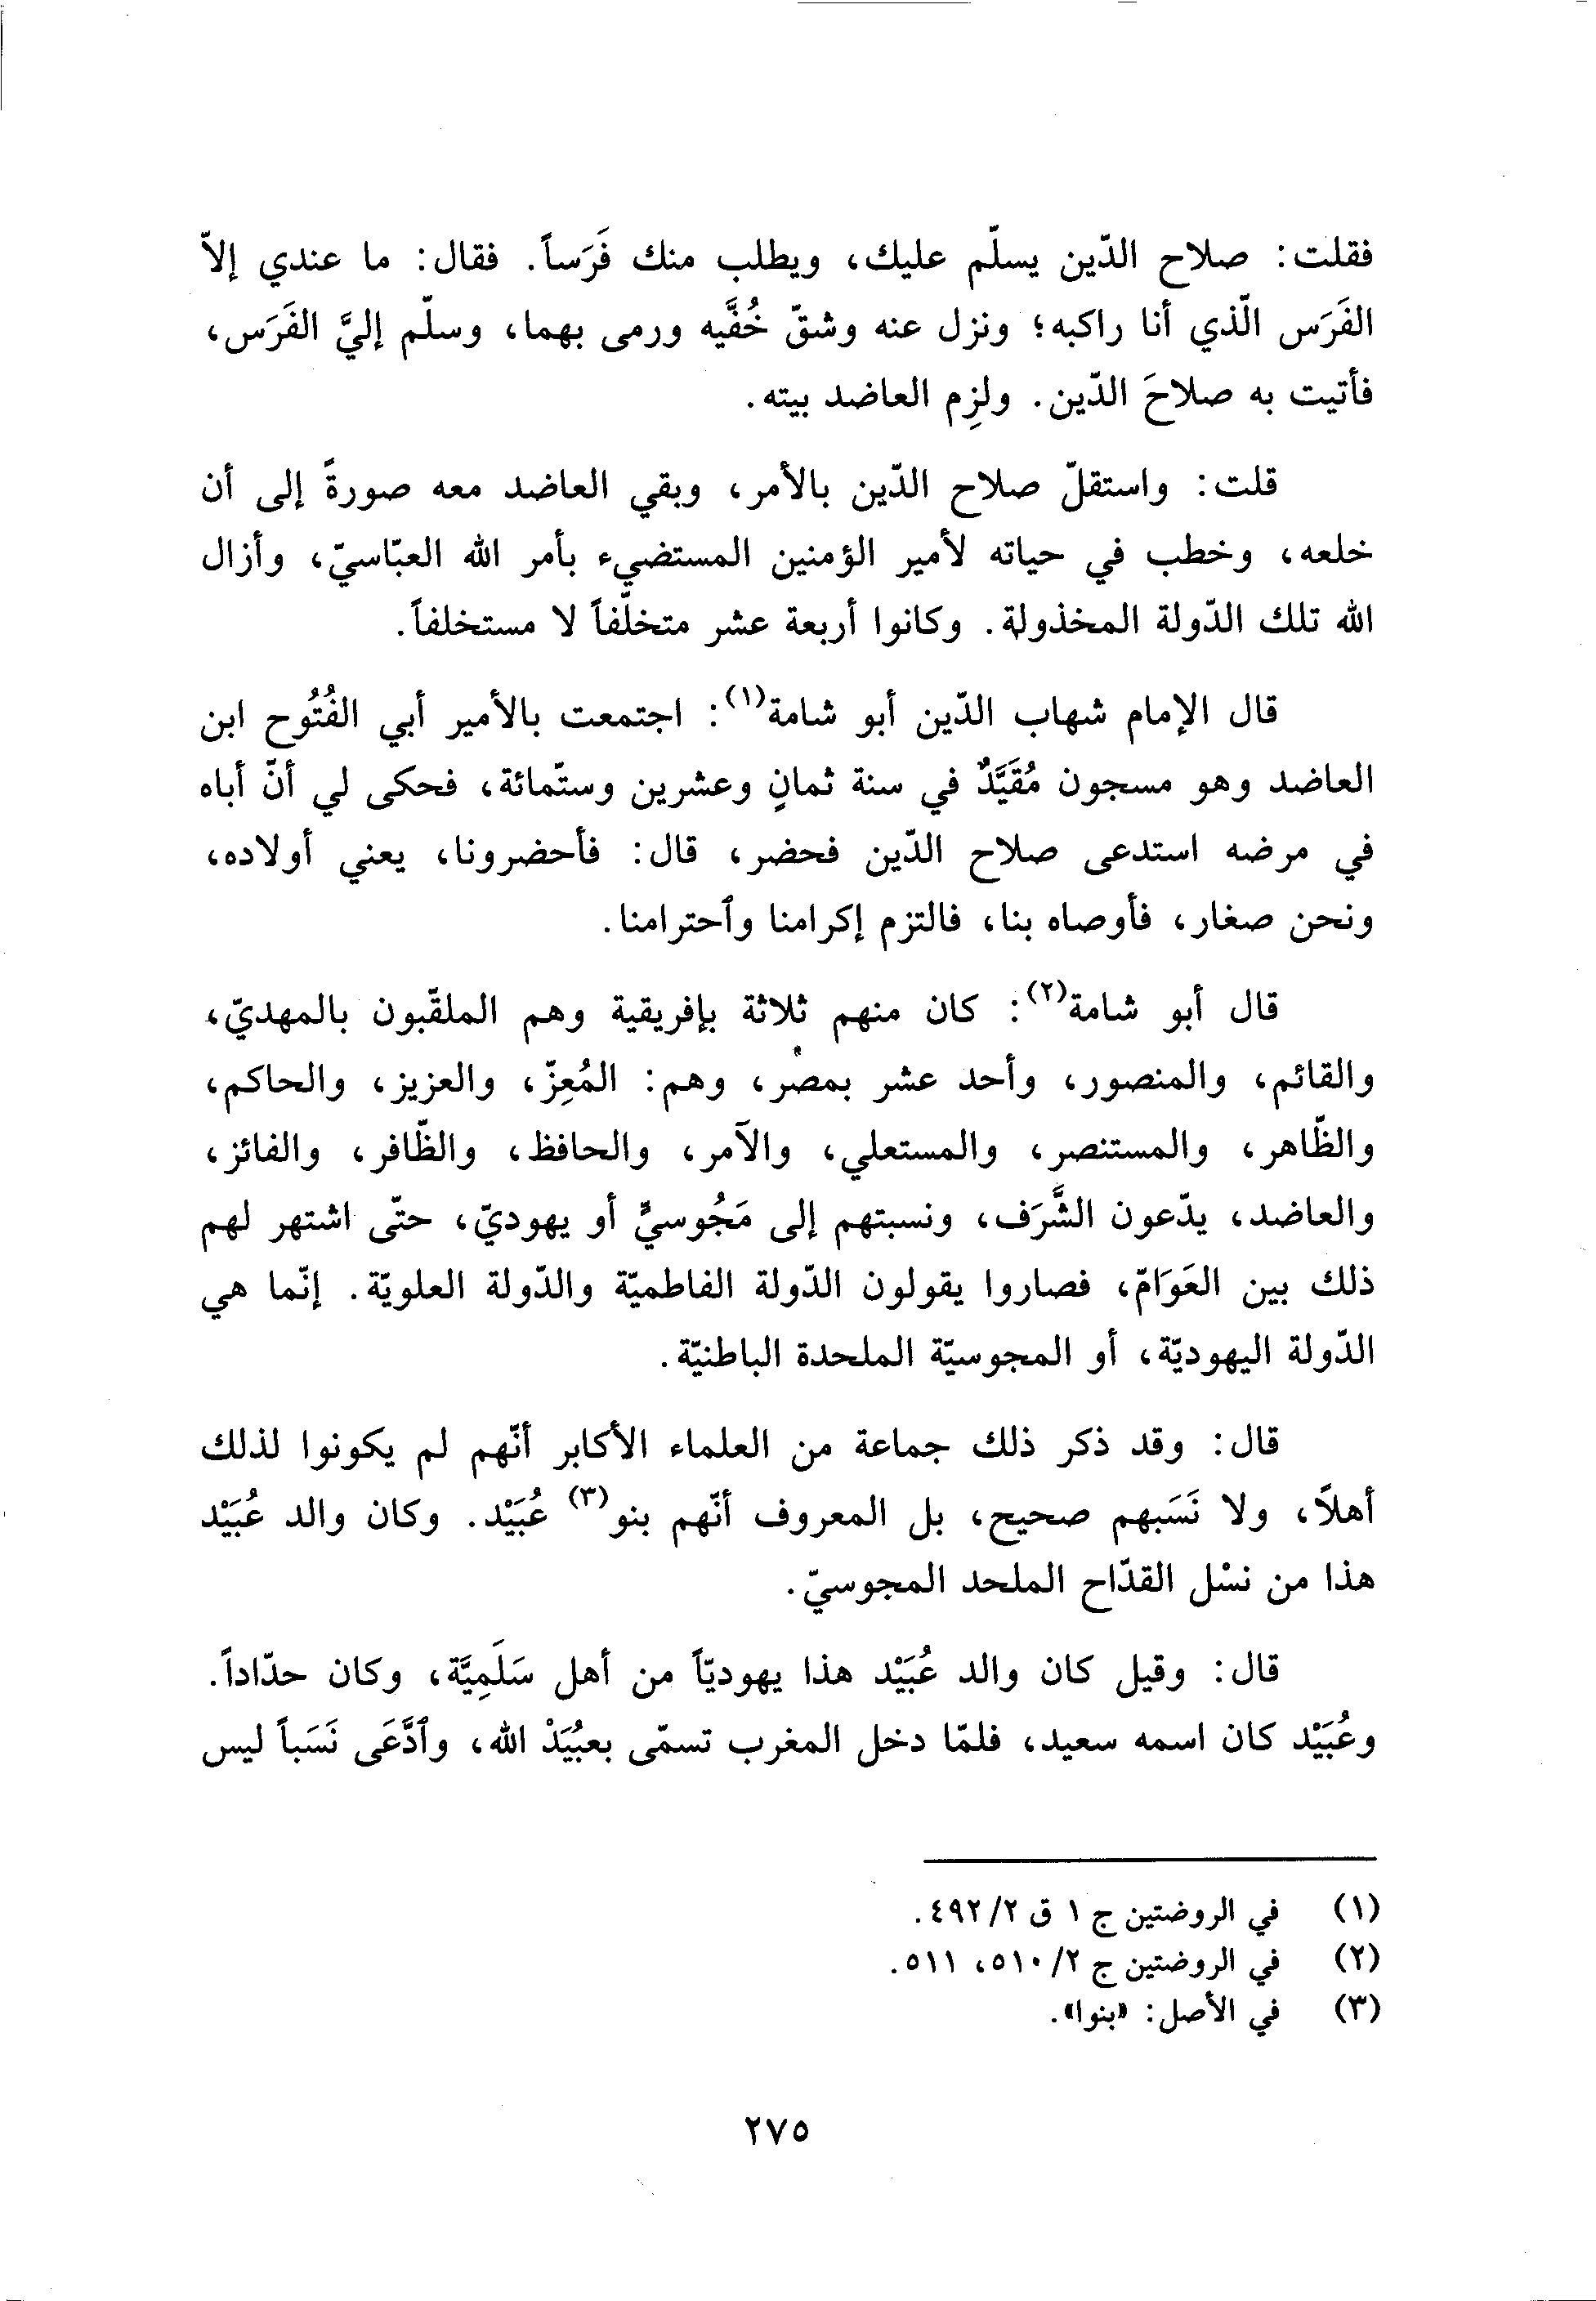 فقلت: صلاح الدّين يسلّم عليك، ويطلب منك فَرَساً. فقال: ما عندي إلاّ
الفَرَس الّذي أنا راكبه؛ ونزل عنه وشقّ خُفَّيه ورمى بهما، وسلّم إليَّ الفَرَس،
فأتيت به صلاحَ الدّين. ولزِم العاضد بيته.
قلت: واستقلّ صلاح الدّين بالأمر، وبقي العاضد معه صورةً إلى أن
خلعه، وخطب في حياته لأمير الؤمنين المستضيء بأمر الله العبّاسيّ، وأزال
الله تلك الدّولة المخذولة. وكانوا أربعة عشر متخلّفاً لا مستخلفاً.
قال الإمام شهاب الدّين أبو شامة(١): اجتمعت بالأمير أبي الفُتُوح ابن
العاضد وهو مسجون مُقَيَّدٌ في سنة ثمانٍ وعشرين وستّمائة، فحكى لي أنّ أباه
في مرضه استدعى صلاح الدّين فحضر، قال: فأحضرونا، يعني أولاده،
ونحن صغار، فأوصاه بنا، فالتزم إكرامنا وٱحترامنا.
قال أبو شامة(٢): كان منهم ثلاثة بإفريقية وهم الملقّبون بالمهديّ،
والقائم، والمنصور، وأحد عشر بمصر، وهم: المُعِزّ، والعزيز، والحاكم،
والظّاهر، والمستنصر، والمستعلي، والآمر، والحافظ، والظّافر، والفائز،
والعاضد، يدّعون الشَّرَف، ونسبتهم إلى مَجُوسيٍّ أو يهوديّ، حتّى اشتهر لهم
ذلك بين العَوَامّ، فصاروا يقولون الدّولة الفاطميّة والدّولة العلويّة. إنّما هي
الدّولة اليهوديّة، أو المجوسيّة الملحدة الباطنيّة.
قال: وقد ذكر ذلك جماعة من العلماء الأكابر أنّهم لم يكونوا لذلك
أهلاً، ولا نَسَبهم صحيح، بل المعروف أنّهم بنو(٣) عُبَيْد. وكان والد عُبَيْد
هذا من نسْل القدّاح الملحد المجوسيّ.
قال: وقيل كان والد عُبَيْد هذا يهوديّاً من أهل سَلَمِيَّة، وكان حدّاداً.
وعُبَيْد كان اسمه سعيد، فلمّا دخل المغرب تسمّى بعبُيَدْ الله، وٱدَّعَى نَسَباً ليس
(١) في الروضتين ج ١ ق ٢/ ٤٩٢.
(٢) في الروضتين ج ٢/ ٥١٠، ٥١١.
(٣) في الأصل: «بنوا».
٢٧٥